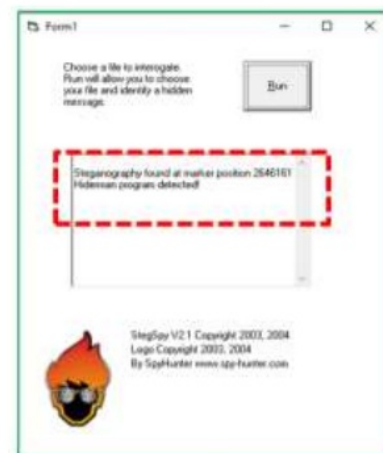 Form1
Choose a file to interogate.
Run will allow you to choose
your file and identify a hidden
message.
Run
Steganography found at marker position 2646161
Hiderman program detected!
StegSpy V2.1 Copyright 2003, 2004
Logo Copyright 2003, 2004
By SpyHunter www.spy-hunter.com